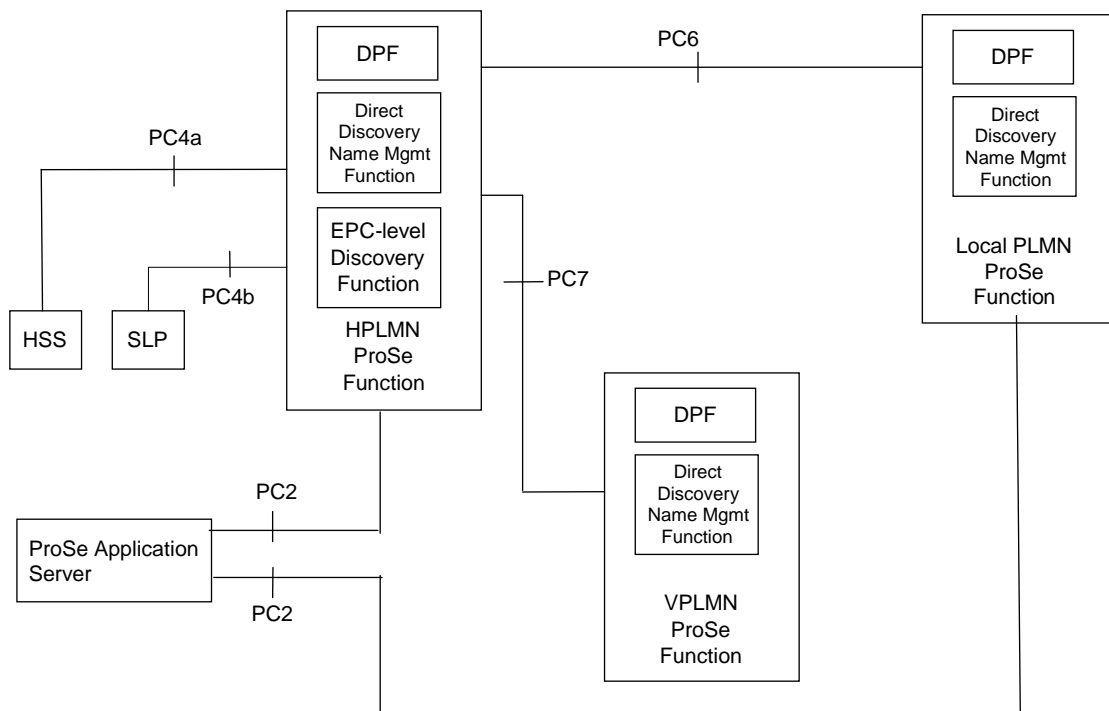 DPF
Direct
Discovery
Name Mgmt
Function
EPC-level
Discovery
Function
HPLMN
ProSe
Function
PC4a
PC4b
HSS
SLP
PC6
PC7
DPF
Direct
Discovery
Name Mgmt
Function
Local PLMN
ProSe
Function
DPF
Direct
Discovery
Name Mgmt
Function
VPLMN
ProSe
Function
PC2
ProSe Application
Server
PC2